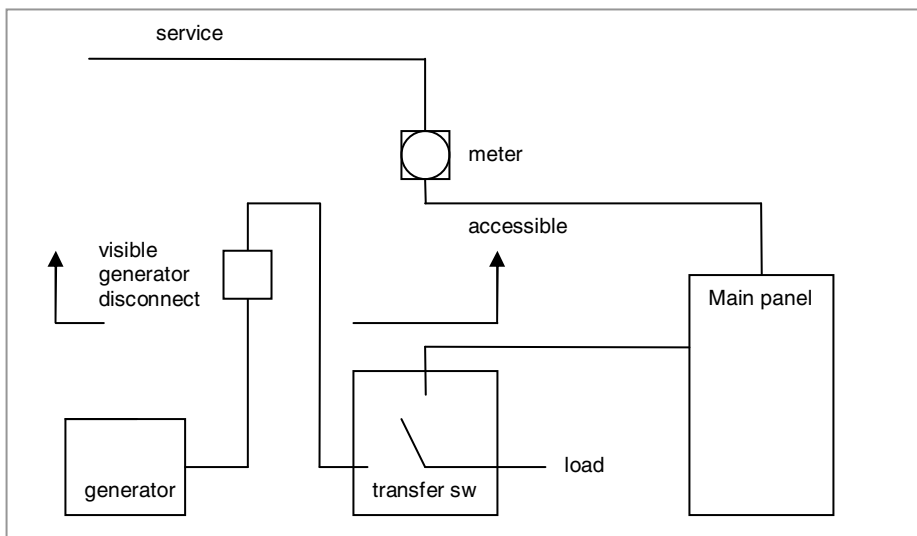 service
meter
accessible
visible
generator
disconnect
Main panel
load
generator
transfer sw